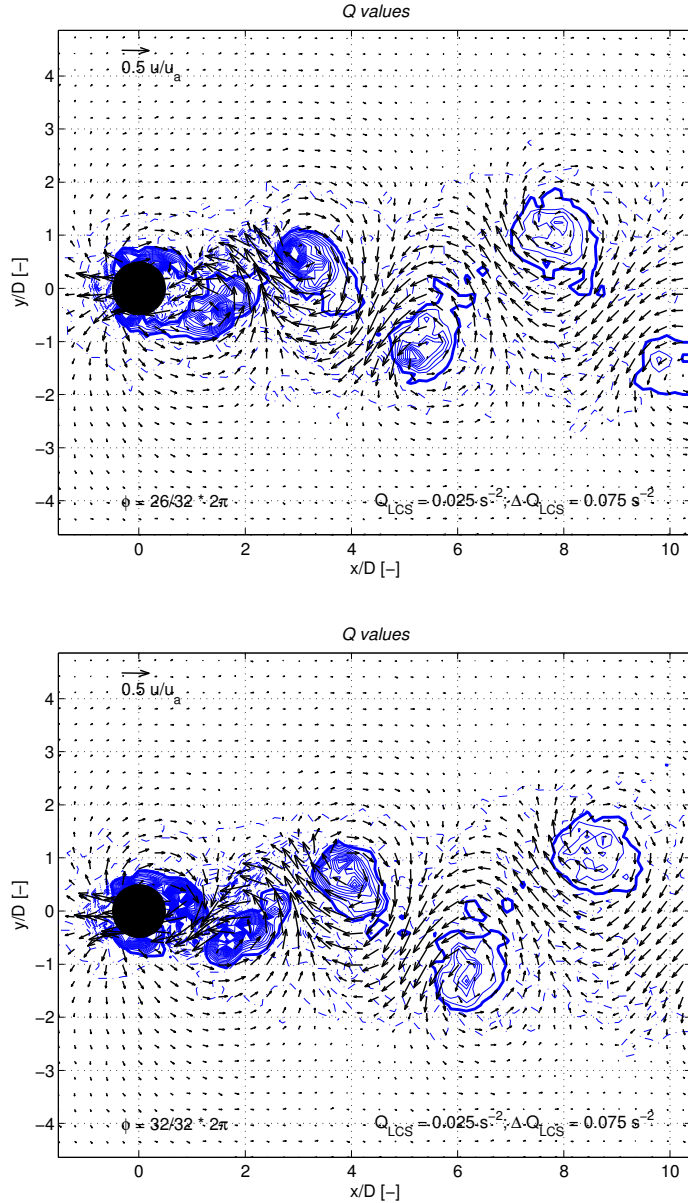 Q values
4
3
2
1
0
−1
−2
−3
−4
y/D [−]
0.5 u/u_a
ϕ = 26/32 * 2π
Q_LCS = 0.025 s^−2; Δ Q_LCS = 0.075 s^−2
0 2 4 6 8 10
x/D [−]
Q values
4
3
2
1
0
−1
−2
−3
−4
y/D [−]
0.5 u/u_a
ϕ = 32/32 * 2π
Q_LCS = 0.025 s^−2; Δ Q_LCS = 0.075 s^−2
0 2 4 6 8 10
x/D [−]